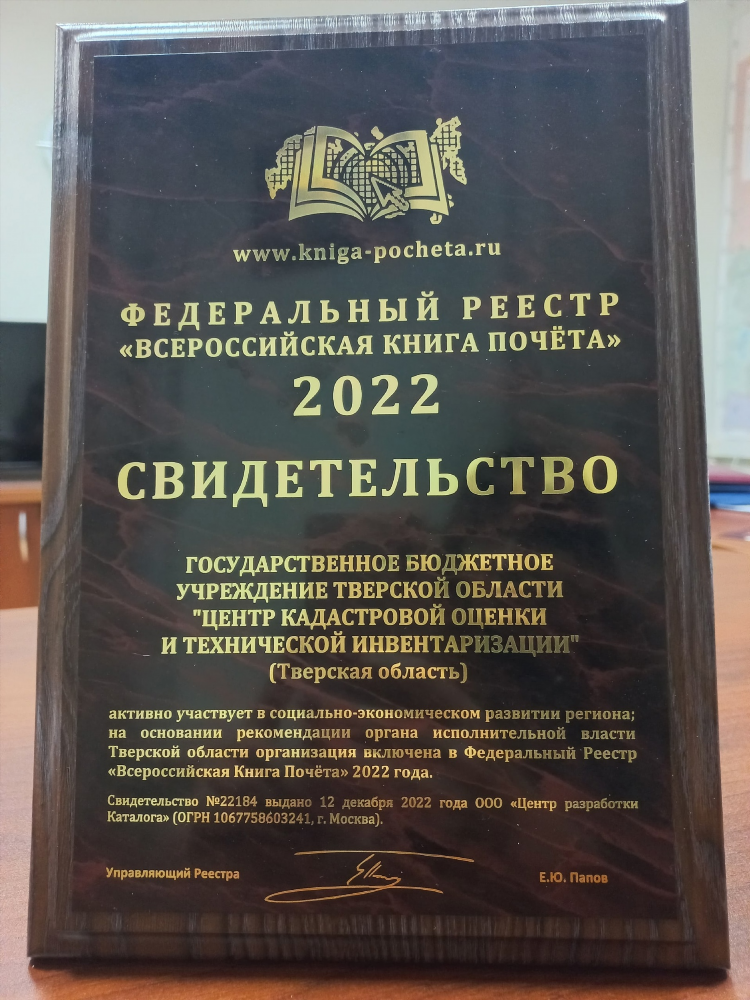 www.kniga-pocheta.ru
ФЕДЕРАЛЬНЫЙ РЕЕСТР
«ВСЕРОССИЙСКАЯ КНИГА ПОЧЁТА»
2022
СВИДЕТЕЛЬСТВО
ГОСУДАРСТВЕННОЕ БЮДЖЕТНОЕ
УЧРЕЖДЕНИЕ ТВЕРСКОЙ ОБЛАСТИ
"ЦЕНТР КАДАСТРОВОЙ ОЦЕНКИ
И ТЕХНИЧЕСКОЙ ИНВЕНТАРИЗАЦИИ"
(Тверская область)
активно участвует в социально-экономическом развитии региона;
на основании рекомендации органа исполнительной власти
Тверской области организация включена в Федеральный Реестр
«Всероссийская Книга Почёта» 2022 года.
Свидетельство №22184 выдано 12 декабря 2022 года ООО «Центр разработки
Каталога» (ОГРН 1067758603241, г. Москва).
Управляющий Реестра
Е.Ю. Папов